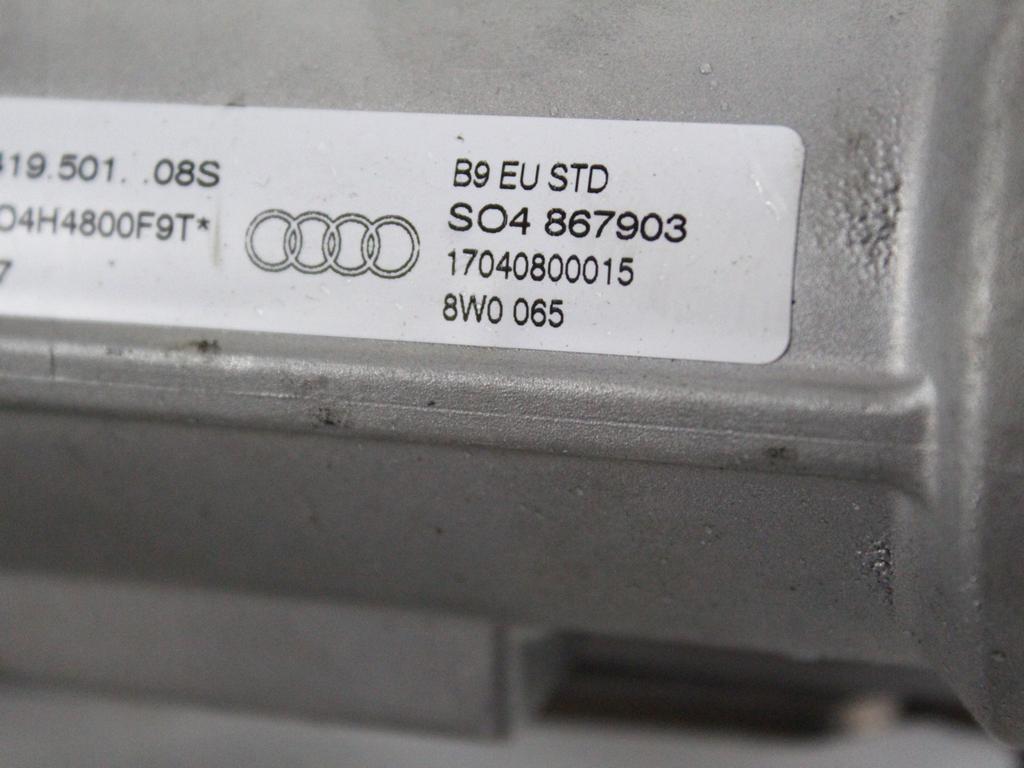 419.501. .08S
O4H4800F9T*
7
B9 EU STD
SO4 867903
17040800015
8W0 065